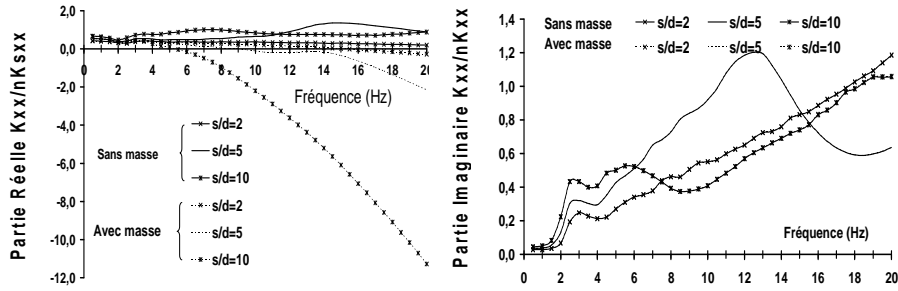 Partie Réelle Kxx/nKsxx
2,0
1,0
0,0
-2,0
-4,0
-6,0
-8,0
-10,0
-12,0
0 2 4 6 8 10 12 14 16 18 20
Fréquence (Hz)
Sans masse
s/d=2
s/d=5
s/d=10
Avec masse
s/d=2
s/d=5
s/d=10
Partie Imaginaire Kxx/nKxx
Sans masse s/d=2 s/d=5 s/d=10
Avec masse s/d=2 s/d=5 s/d=10
1,4
1,2
1,0
0,8
0,6
0,4
0,2
0,0
Fréquence (Hz)
0 2 4 6 8 10 12 14 16 18 20